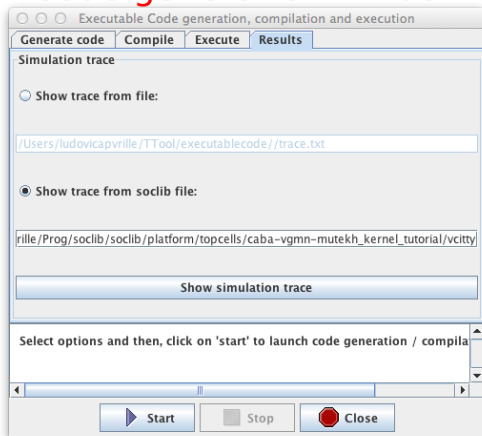 Executable Code generation, compilation and execution
Generate code Compile Execute Results
Simulation trace
Show trace from file:
/Users/ludovicapvrille/TTool/executablecode//trace.txt
Show trace from soclib file:
rille/Prog/soclib/soclib/platform/topcells/caba-vgmn-mutekh_kernel_tutorial/vcitty
Show simulation trace
Select options and then, click on 'start' to launch code generation / compila
Start Stop Close